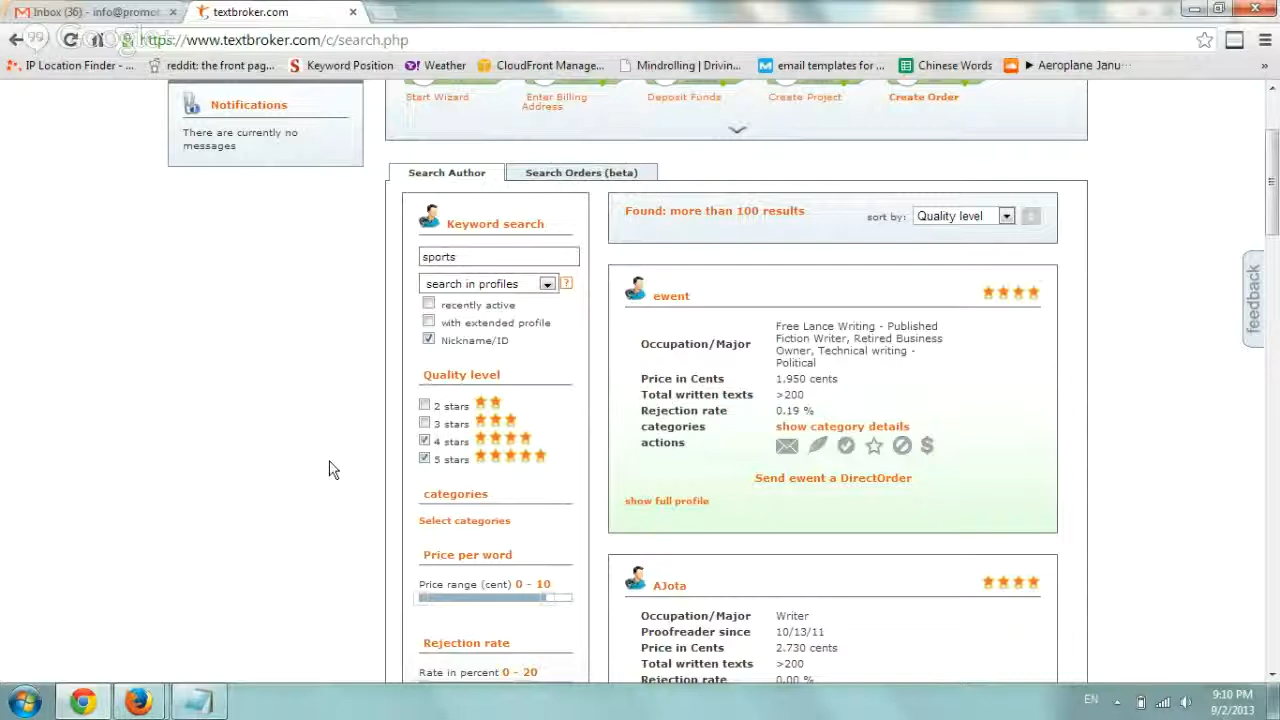 Inbox (36) - info@promo
textbroker.com
https://www.textbroker.com/c/search.php
IP Location Finder - ...
reddit: the front pag...
Keyword Position
Weather
CloudFront Manage...
Mindrolling | Drivin...
email templates for ...
Chinese Words
Aeroplane Janu...
»
Notifications
There are currently no
messages
Start Wizard
Enter Billing
Address
Deposit Funds
Create Project
Create Order
Search Author
Search Orders (beta)
Keyword search
sports
search in profiles
?
recently active
with extended profile
Nickname/ID
Quality level
2 stars
3 stars
4 stars
5 stars
categories
Select categories
Price per word
Price range (cent) 0 - 10
Rejection rate
Rate in percent 0 - 20
Found: more than 100 results
sort by: Quality level
ewent
Occupation/Major Free Lance Writing - Published
Fiction Writer, Retired Business
Owner, Technical writing -
Political
Price in Cents 1.950 cents
Total written texts >200
Rejection rate 0.19 %
categories show category details
actions
$
Send ewent a DirectOrder
show full profile
AJota
Occupation/Major Writer
Proofreader since 10/13/11
Price in Cents 2.730 cents
Total written texts >200
Rejection rate 0.00 %
feedback
EN
9:10 PM
9/2/2013